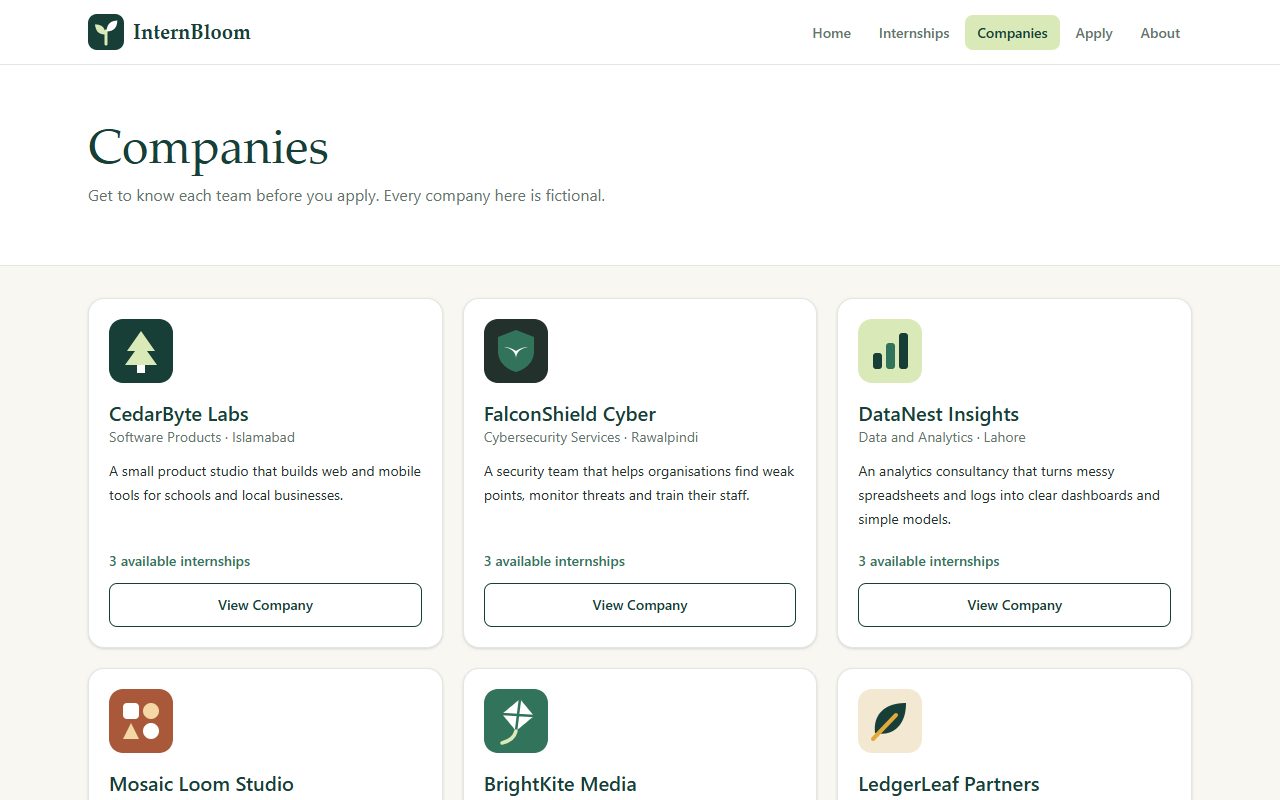 InternBloom
Home Internships Companies Apply About
Companies
Get to know each team before you apply. Every company here is fictional.
CedarByte Labs
Software Products · Islamabad
A small product studio that builds web and mobile
tools for schools and local businesses.
3 available internships
View Company
FalconShield Cyber
Cybersecurity Services · Rawalpindi
A security team that helps organisations find weak
points, monitor threats and train their staff.
3 available internships
View Company
DataNest Insights
Data and Analytics · Lahore
An analytics consultancy that turns messy
spreadsheets and logs into clear dashboards and
simple models.
3 available internships
View Company
Mosaic Loom Studio
BrightKite Media
LedgerLeaf Partners